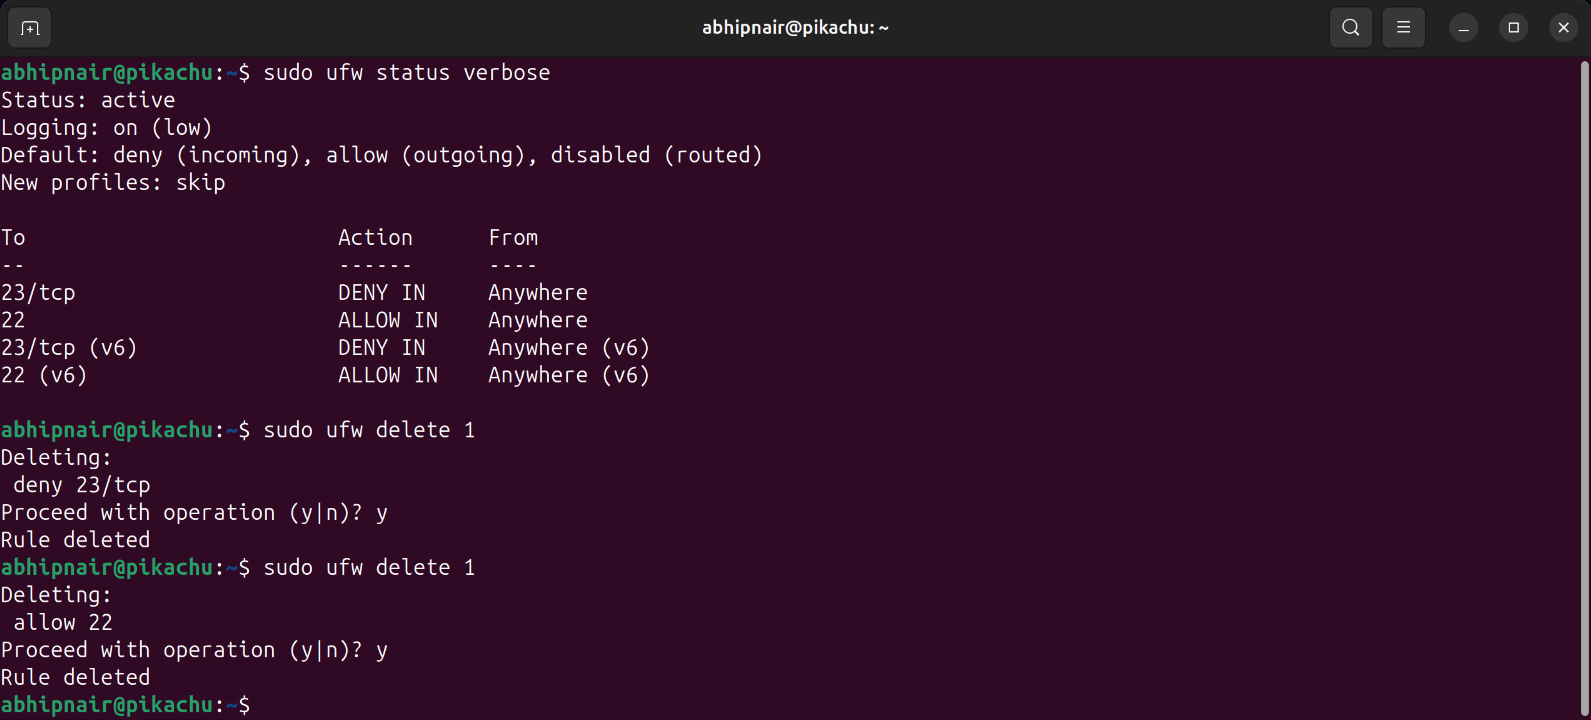 abhipnair@pikachu: ~
abhipnair@pikachu:~$ sudo ufw status verbose
Status: active
Logging: on (low)
Default: deny (incoming), allow (outgoing), disabled (routed)
New profiles: skip
To                         Action      From
--                         ------      ----
23/tcp                     DENY IN     Anywhere
22                         ALLOW IN    Anywhere
23/tcp (v6)                DENY IN     Anywhere (v6)
22 (v6)                    ALLOW IN    Anywhere (v6)
abhipnair@pikachu:~$ sudo ufw delete 1
Deleting:
 deny 23/tcp
Proceed with operation (y|n)? y
Rule deleted
abhipnair@pikachu:~$ sudo ufw delete 1
Deleting:
 allow 22
Proceed with operation (y|n)? y
Rule deleted
abhipnair@pikachu:~$